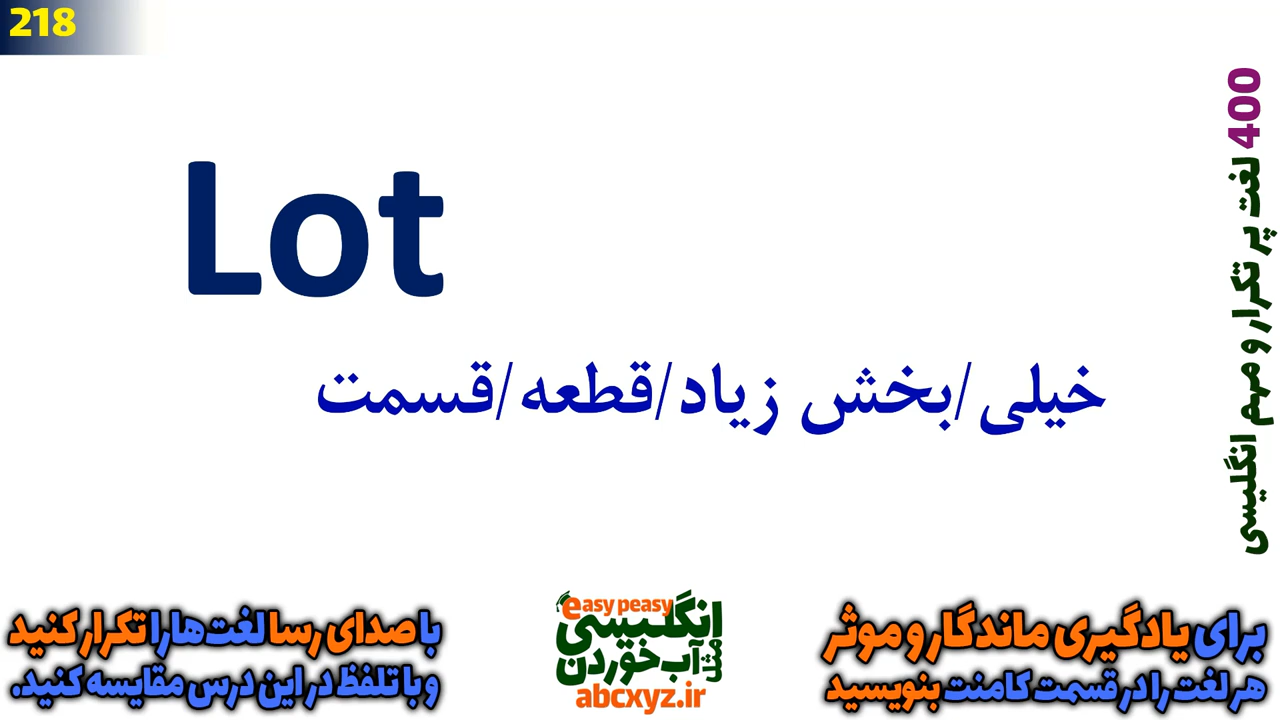 218
400 لغت پر تکرار و مهم انگلیسی
Lot
خیلی/بخش زیاد/قطعه/قسمت
برای یادگیری ماندگار و موثر
هر لغت را در قسمت کامنت بنویسید
easy peasy
انگلیسی
مثل آب خوردن
abcxyz.ir
با صدای رسا لغت‌ها را تکرار کنید
و با تلفظ در این درس مقایسه کنید.